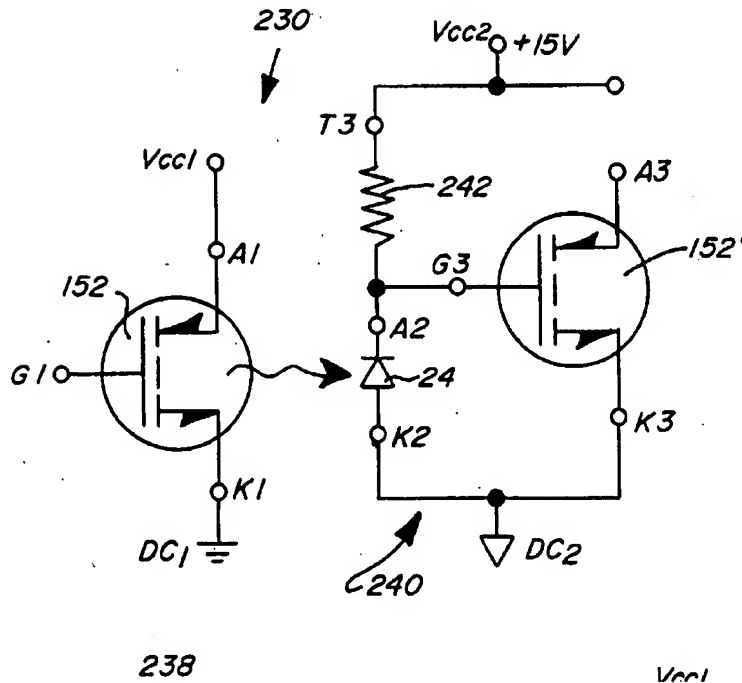 230
Vcc2
+15V
T3
Vcc1
242
A3
A1
G3
152'
152
A2
G1
24
K2
K3
K1
DC1
DC2
240
238
Vcc1